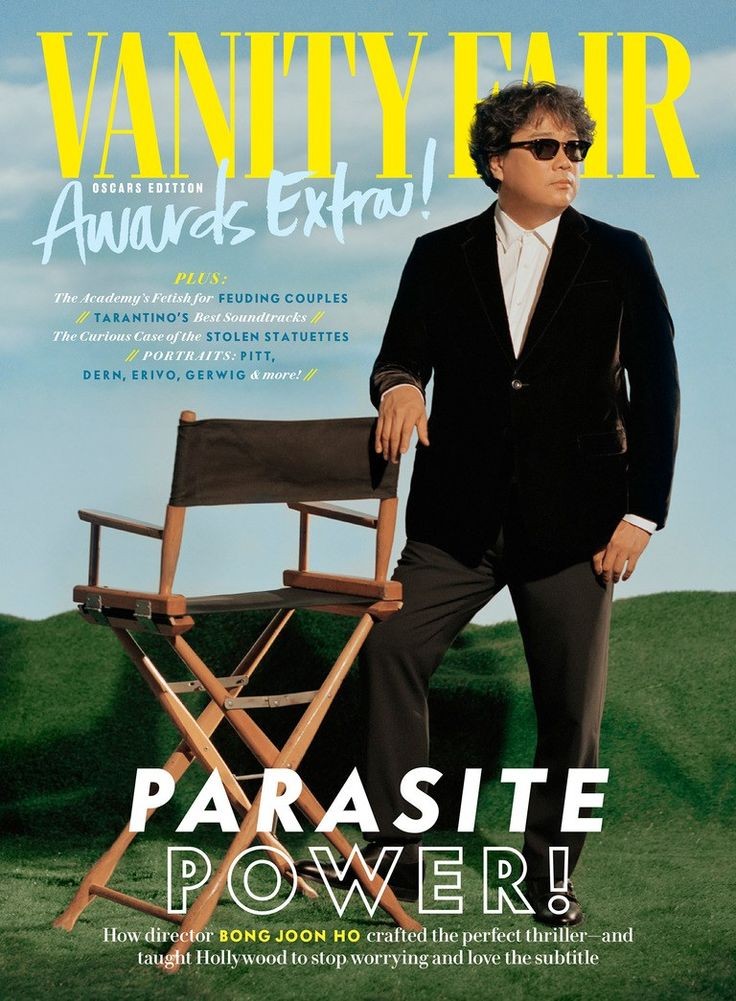 VANITY FAIR
OSCARS EDITION
Awards Extra!
PLUS:
The Academy's Fetish for FEUDING COUPLES
// TARANTINO'S Best Soundtracks //
The Curious Case of the STOLEN STATUETTES
// PORTRAITS: PITT,
DERN, ERIVO, GERWIG & more! //
PARASITE
POWER!
How director BONG JOON HO crafted the perfect thriller—and
taught Hollywood to stop worrying and love the subtitle